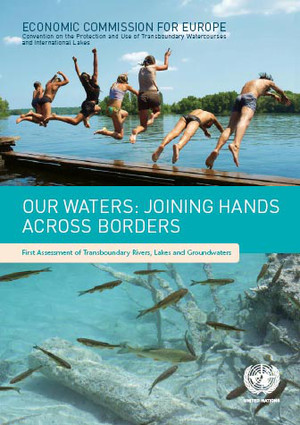 ECONOMIC COMMISSION FOR EUROPE
Convention on the Protection and Use of Transboundary Watercourses
and International Lakes
OUR WATERS: JOINING HANDS
ACROSS BORDERS
First Assessment of Transboundary Rivers, Lakes and Groundwaters
UNITED NATIONS